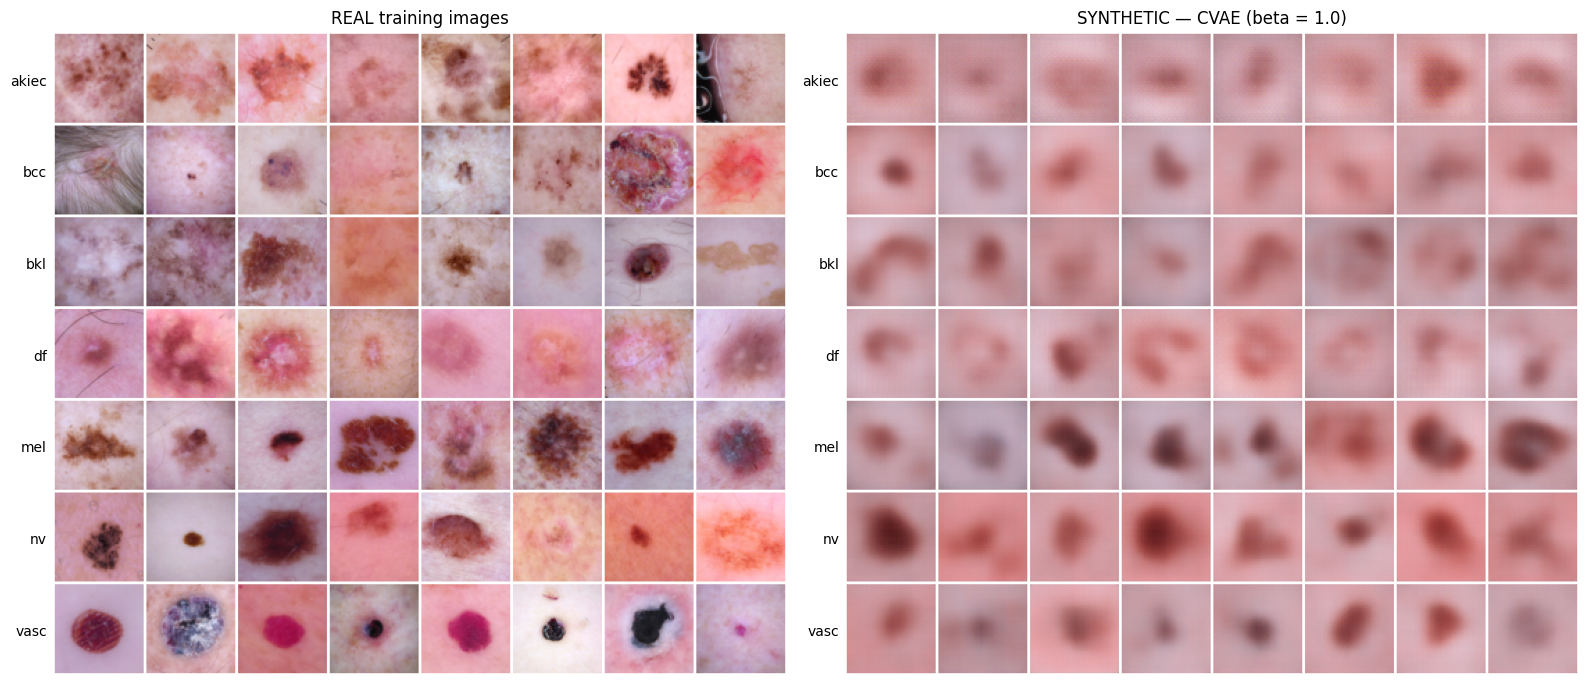 REAL training images
akiec
bcc
bkl
df
mel
nv
vasc
SYNTHETIC — CVAE (beta = 1.0)
akiec
bcc
bkl
df
mel
nv
vasc